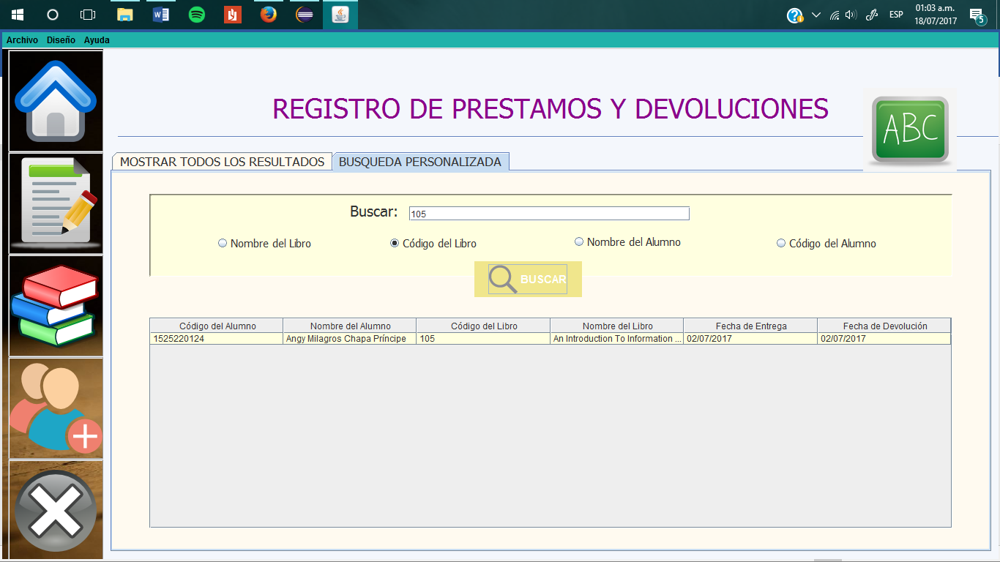 01:03 a.m.
ESP
18/07/2017
5
Archivo Diseño Ayuda
REGISTRO DE PRESTAMOS Y DEVOLUCIONES
ABC
MOSTRAR TODOS LOS RESULTADOS BUSQUEDA PERSONALIZADA
Buscar: 105
Nombre del Libro Código del Libro Nombre del Alumno Código del Alumno
BUSCAR
Código del Alumno Nombre del Alumno Código del Libro Nombre del Libro Fecha de Entrega Fecha de Devolución
1525220124 Angy Milagros Chapa Príncipe 105 An Introduction To Information ... 02/07/2017 02/07/2017